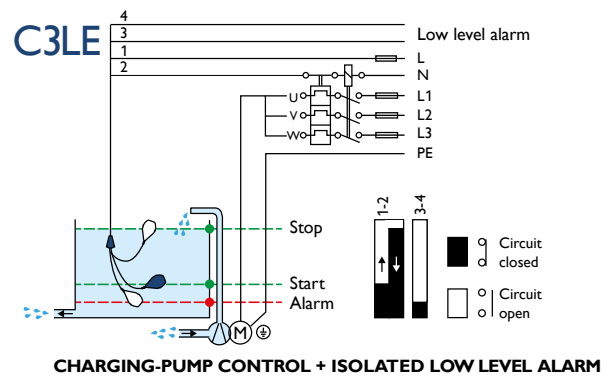 C3LE
4
3
Low level alarm
1
L
2
N
U
L1
V
L2
W
L3
PE
Stop
Start
Alarm
M
1-2
3-4
Circuit
closed
Circuit
open
CHARGING-PUMP CONTROL + ISOLATED LOW LEVEL ALARM